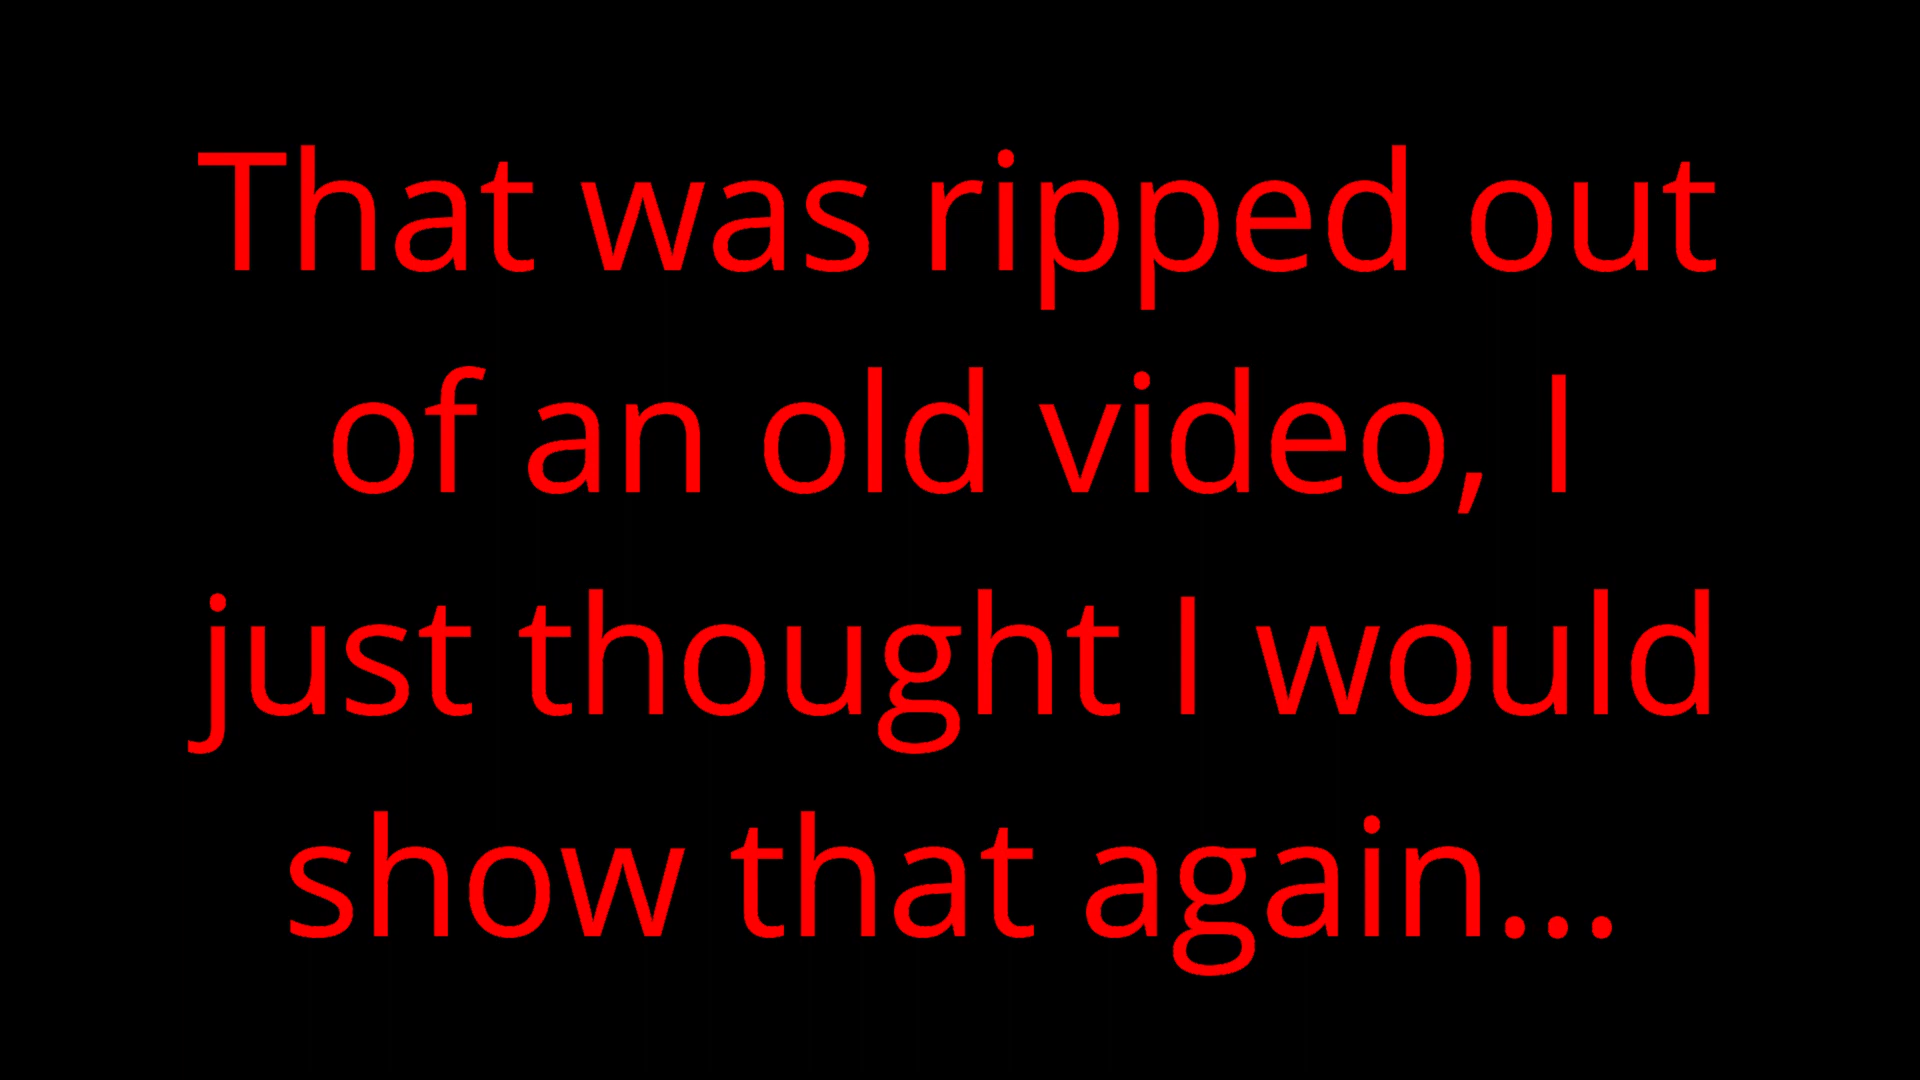 That was ripped out
of an old video, I
just thought I would
show that again...